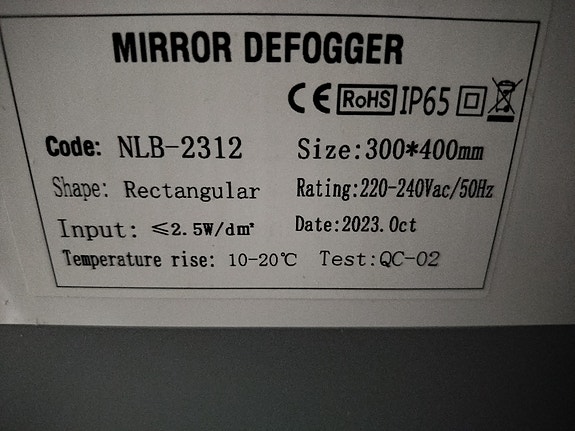 MIRROR DEFOGGER
CE RoHS IP65
Code: NLB-2312 Size:300*400mm
Shape: Rectangular Rating:220-240Vac/50Hz
Input: ≤2.5W/dm² Date:2023.Oct
Temperature rise: 10-20℃ Test:QC-02